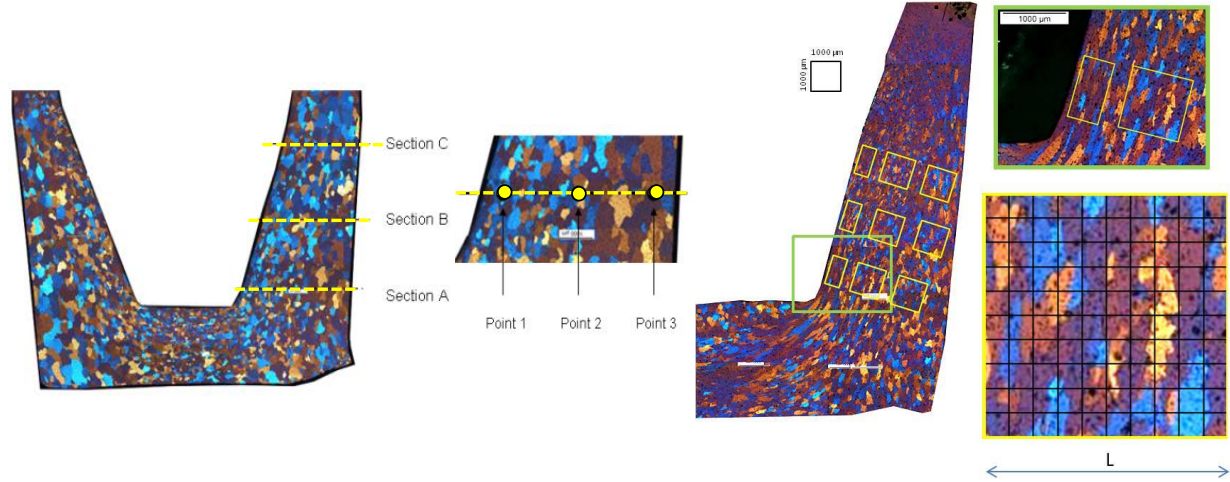 Section C
Section B
Section A
Point 1
Point 2
Point 3
1000 µm
1000 µm
1000 µm
L